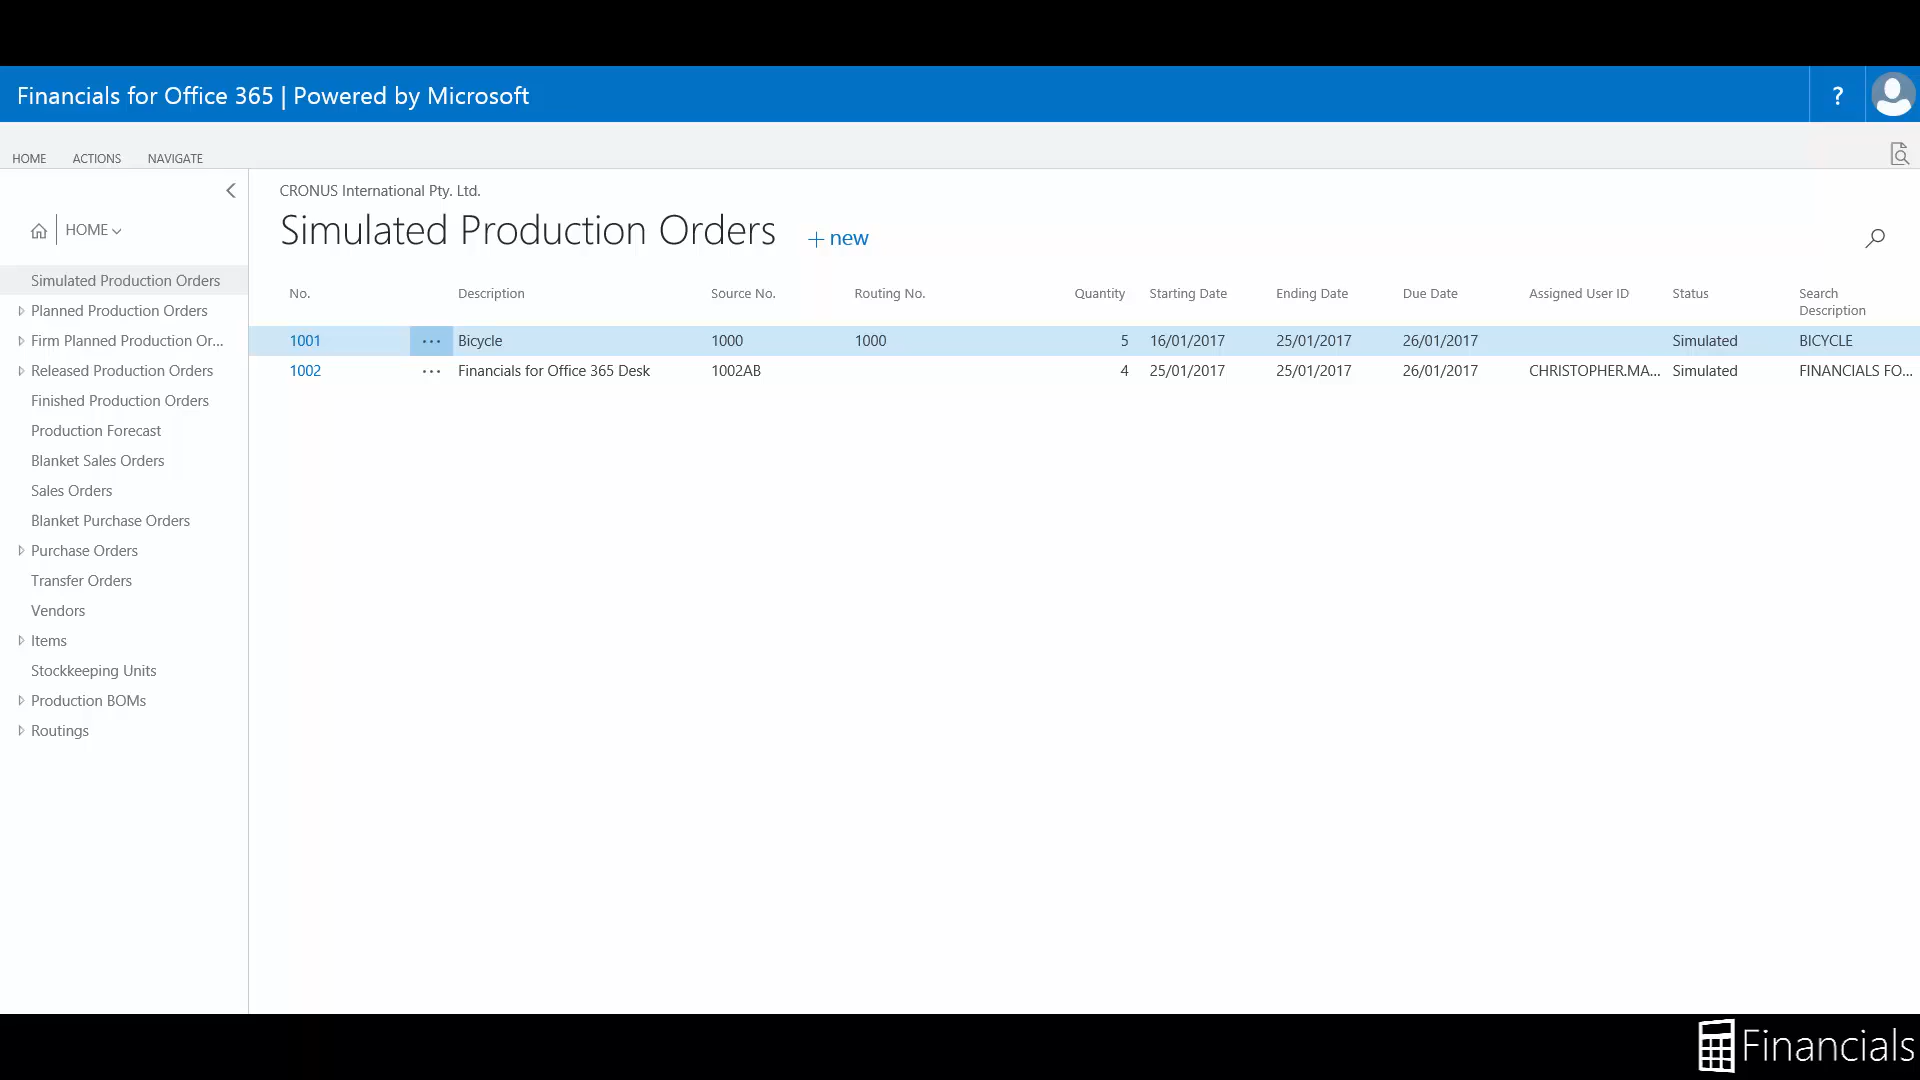 Financials for Office 365 | Powered by Microsoft
?
HOME ACTIONS NAVIGATE
HOME
Simulated Production Orders
Planned Production Orders
Firm Planned Production Or...
Released Production Orders
Finished Production Orders
Production Forecast
Blanket Sales Orders
Sales Orders
Blanket Purchase Orders
Purchase Orders
Transfer Orders
Vendors
Items
Stockkeeping Units
Production BOMs
Routings
CRONUS International Pty. Ltd.
Simulated Production Orders + new
No. Description Source No. Routing No. Quantity Starting Date Ending Date Due Date Assigned User ID Status Search Description
1001 ... Bicycle 1000 1000 5 16/01/2017 25/01/2017 26/01/2017 Simulated BICYCLE
1002 ... Financials for Office 365 Desk 1002AB 4 25/01/2017 25/01/2017 26/01/2017 CHRISTOPHER.MA... Simulated FINANCIALS FO...
Financials